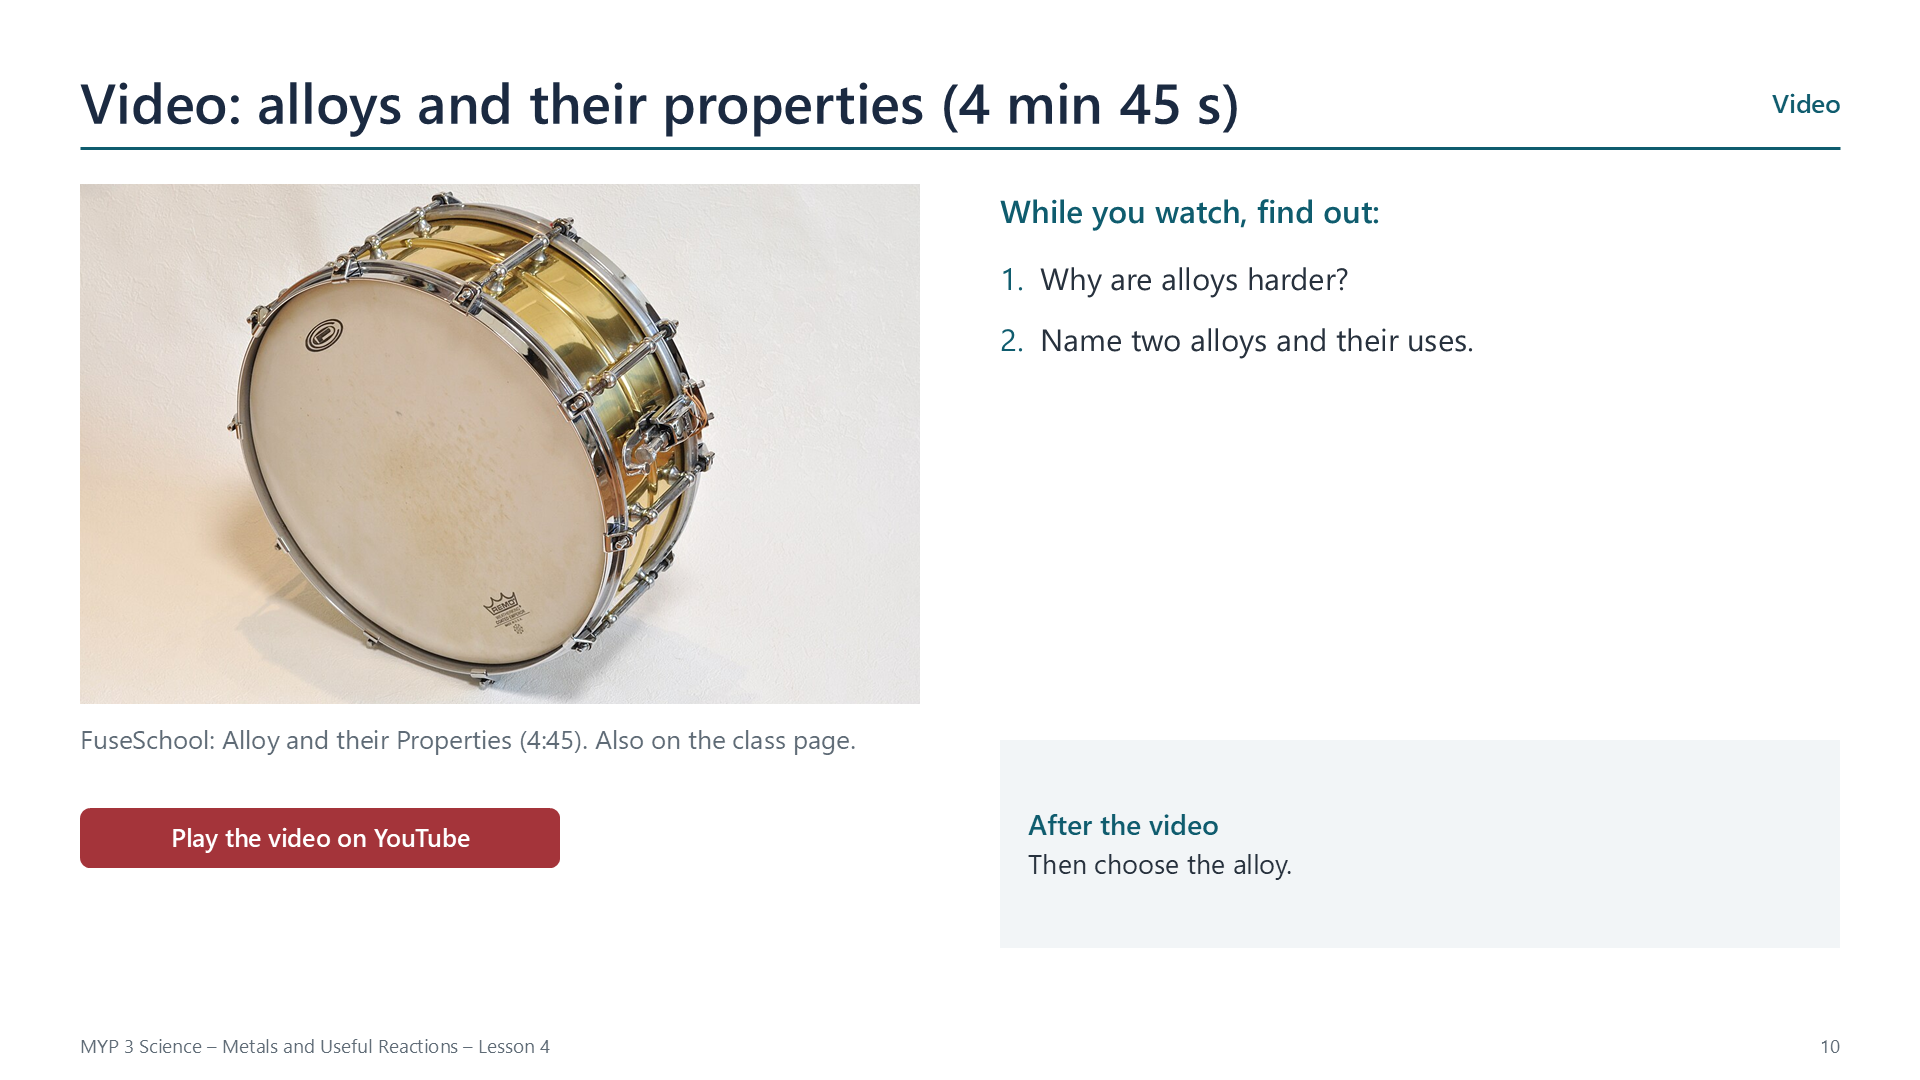 Video: alloys and their properties (4 min 45 s)
Video
REMO
FuseSchool: Alloy and their Properties (4:45). Also on the class page.
Play the video on YouTube
While you watch, find out:
1. Why are alloys harder?
2. Name two alloys and their uses.
After the video
Then choose the alloy.
MYP 3 Science – Metals and Useful Reactions – Lesson 4
10